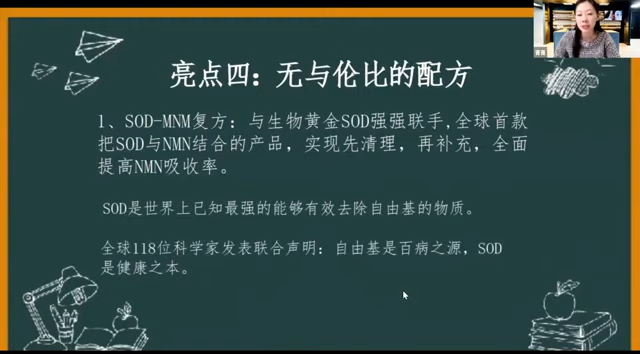 亮点四：无与伦比的配方
1、SOD-MNM复方：与生物黄金SOD强强联手,全球首款
把SOD与NMN结合的产品，实现先清理，再补充，全面
提高NMN吸收率。
SOD是世界上已知最强的能够有效去除自由基的物质。
全球118位科学家发表联合声明：自由基是百病之源，SOD
是健康之本。